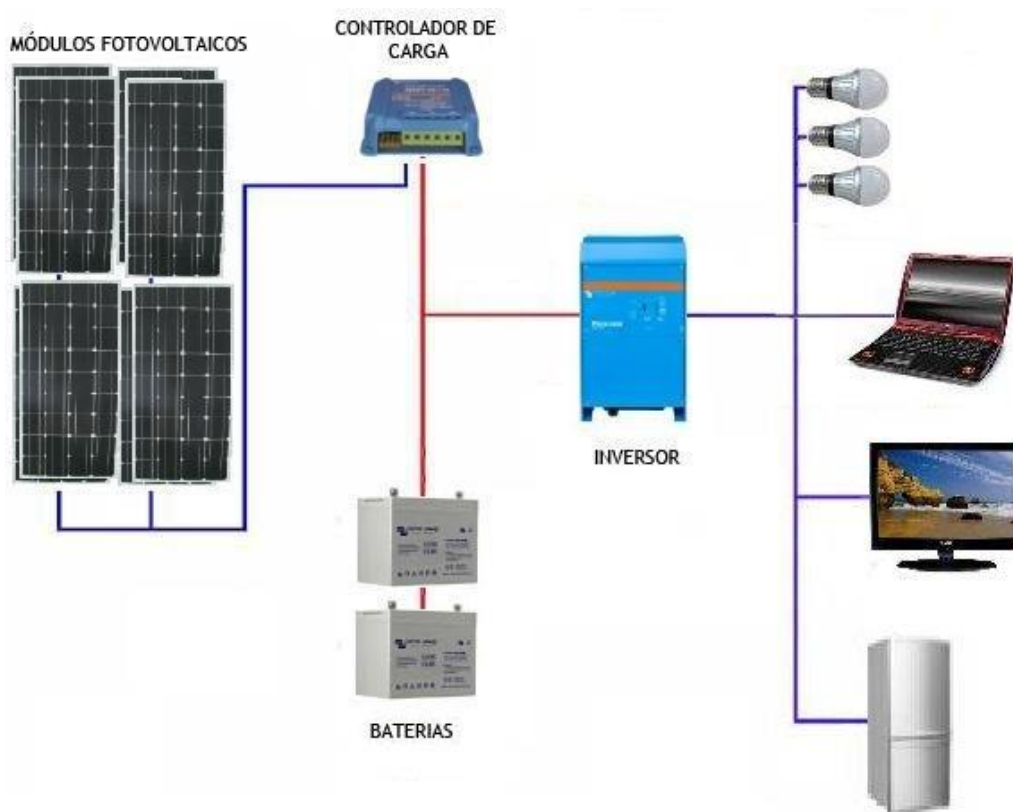 MÓDULOS FOTOVOLTAICOS
CONTROLADOR DE
CARGA
INVERSOR
BATERIAS